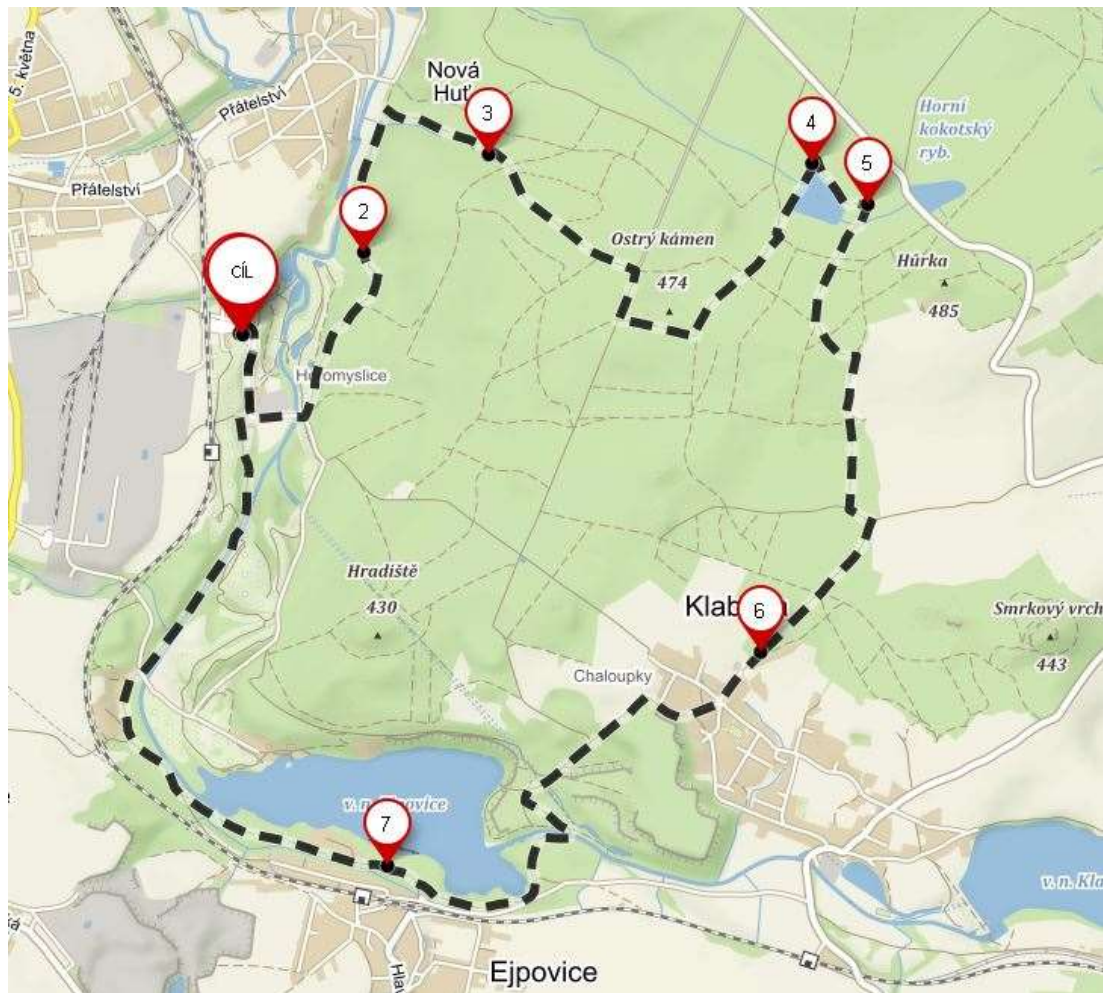 5. května
Přátelství
Nová
Huť
3
Přátelství
2
CÍL
4
5
Horní
kokotský
ryb.
Ostrý kámen
474
Hůrka
485
Hradiště
430
6
Smrkový vrch
443
Chaloupky
7
Ejpovice